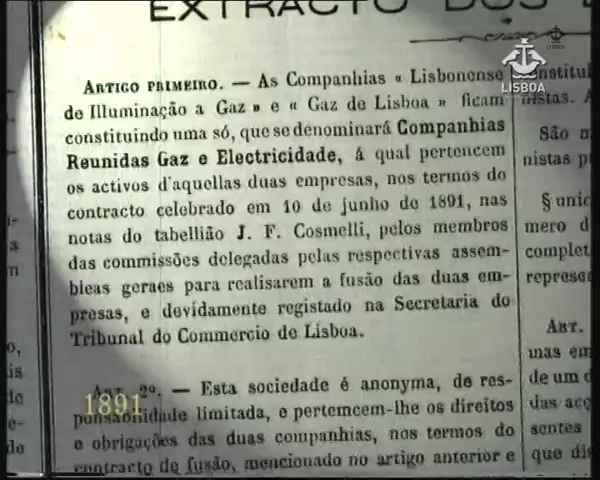 EXTRACTO DOS
LISBOA
ARTIGO PRIMEIRO. — As Companhias « Lisbonense
de Illuminação a Gaz » e « Gaz de Lisboa » ficam
constituindo uma só, que se denominará Companhias
Reunidas Gaz e Electricidade, á qual pertencem
os activos d'aquellas duas empresas, nos termos do
contracto celebrado em 10 de junho de 1891, nas
notas do tabellião J. F. Cosmelli, pelos membros
das commissões delegadas pelas respectivas assem-
bleas geraes para realisarem a fusão das duas em-
presas, e devidamente registado na Secretaria do
Tribunal do Commercio de Lisboa.
ART. 2º. — Esta sociedade é anonyma, de res-
ponsabilidade limitada, e pertencem-lhe os direitos
e obrigações das duas companhias, nos termos do
contracto de fusão, mencionado no artigo anterior e
1891
nistas. A
São
nistas
§ unic
mero d
complet
represe
ART.
mas em
de um
das acç
sentes
que di